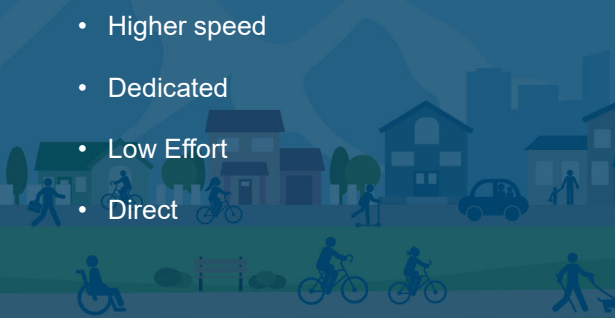 • Higher speed
• Dedicated
• Low Effort
• Direct